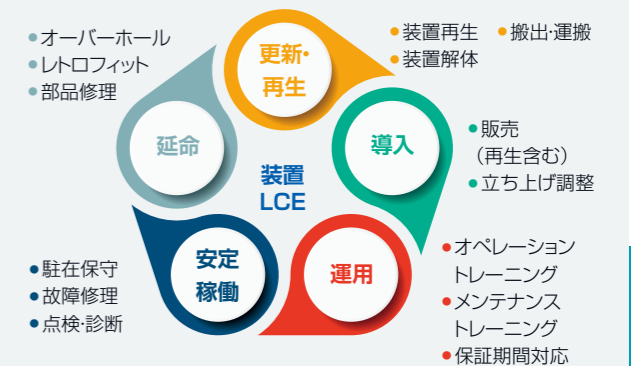 更新・
再生
●装置再生 ●搬出・運搬
●装置解体
導入
●販売
（再生含む）
●立ち上げ調整
運用
●オペレーション
トレーニング
●メンテナンス
トレーニング
●保証期間対応
安定
稼働
●駐在保守
●故障修理
●点検・診断
延命
●オーバーホール
●レトロフィット
●部品修理
装置
LCE